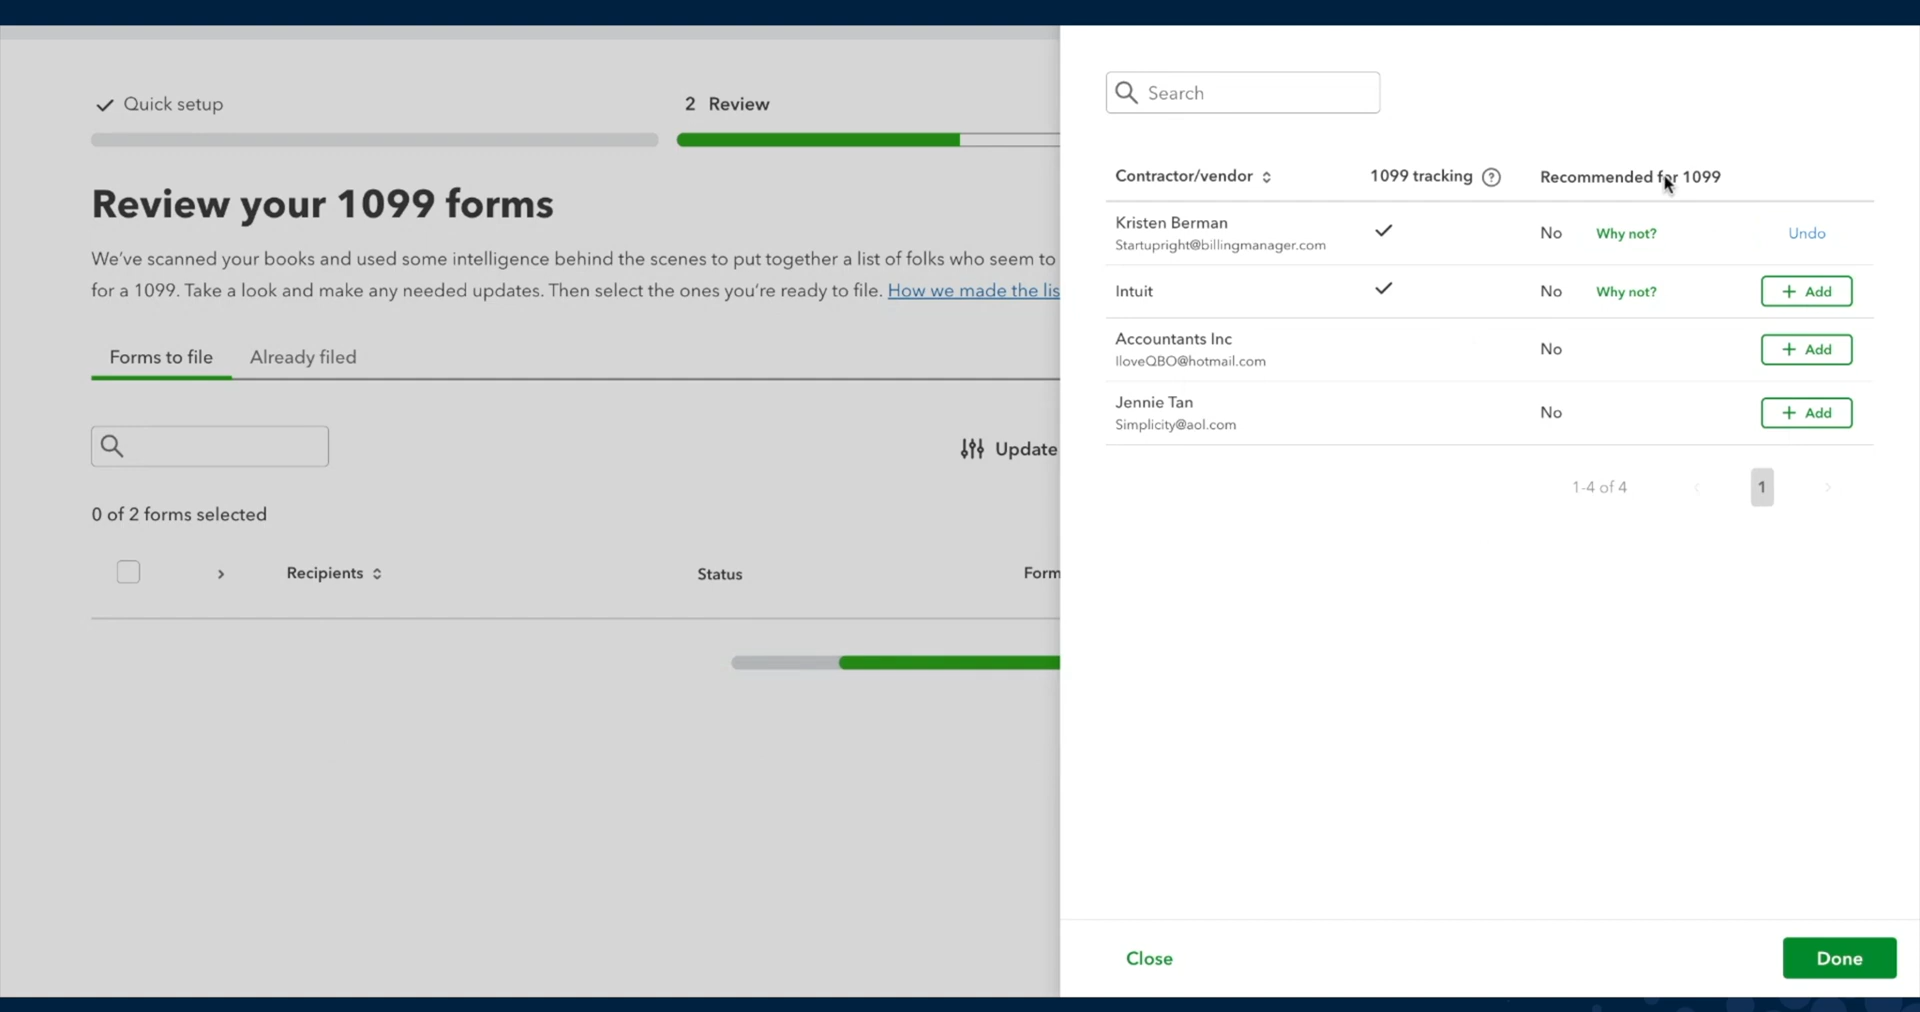 Quick setup
2 Review
Review your 1099 forms
We've scanned your books and used some intelligence behind the scenes to put together a list of folks who seem to
for a 1099. Take a look and make any needed updates. Then select the ones you're ready to file. How we made the lis
Forms to file
Already filed
Update
0 of 2 forms selected
Recipients
Status
Form
Search
Contractor/vendor
1099 tracking ?
Recommended for 1099
Kristen Berman
Startupright@billingmanager.com
No
Why not?
Undo
Intuit
No
Why not?
+ Add
Accountants Inc
IloveQBO@hotmail.com
No
+ Add
Jennie Tan
Simplicity@aol.com
No
+ Add
1-4 of 4
1
Close
Done